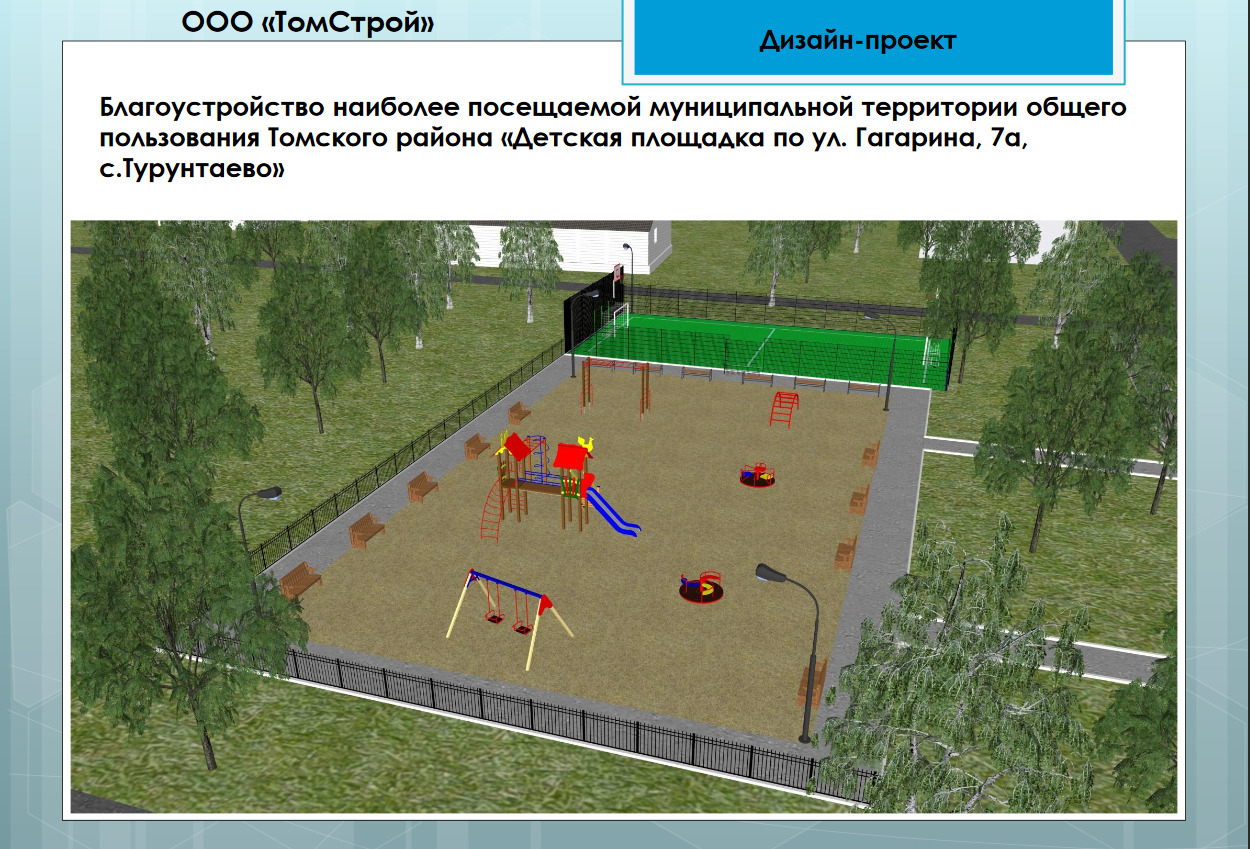 ООО «ТомСтрой»
Дизайн-проект
Благоустройство наиболее посещаемой муниципальной территории общего
пользования Томского района «Детская площадка по ул. Гагарина, 7а,
с.Турунтаево»